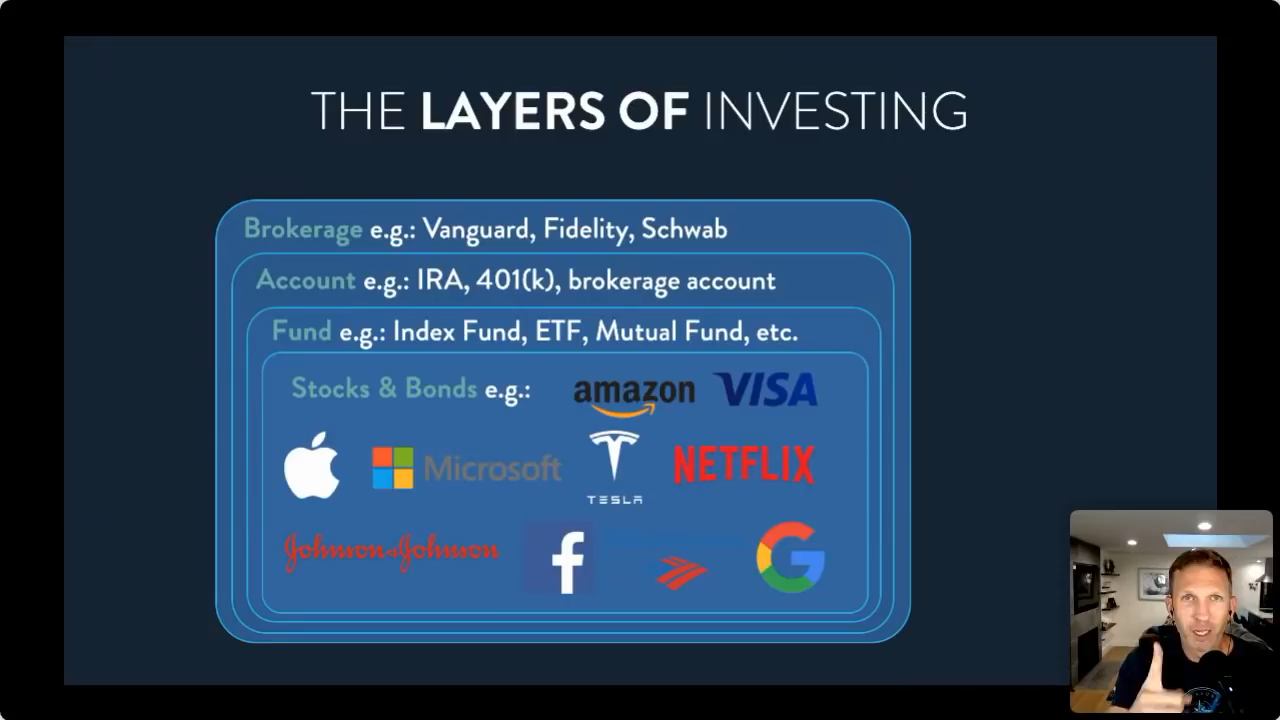 THE LAYERS OF INVESTING
Brokerage e.g.: Vanguard, Fidelity, Schwab
Account e.g.: IRA, 401(k), brokerage account
Fund e.g.: Index Fund, ETF, Mutual Fund, etc.
Stocks & Bonds e.g.: amazon VISA
Microsoft TESLA NETFLIX
Johnson&Johnson f G